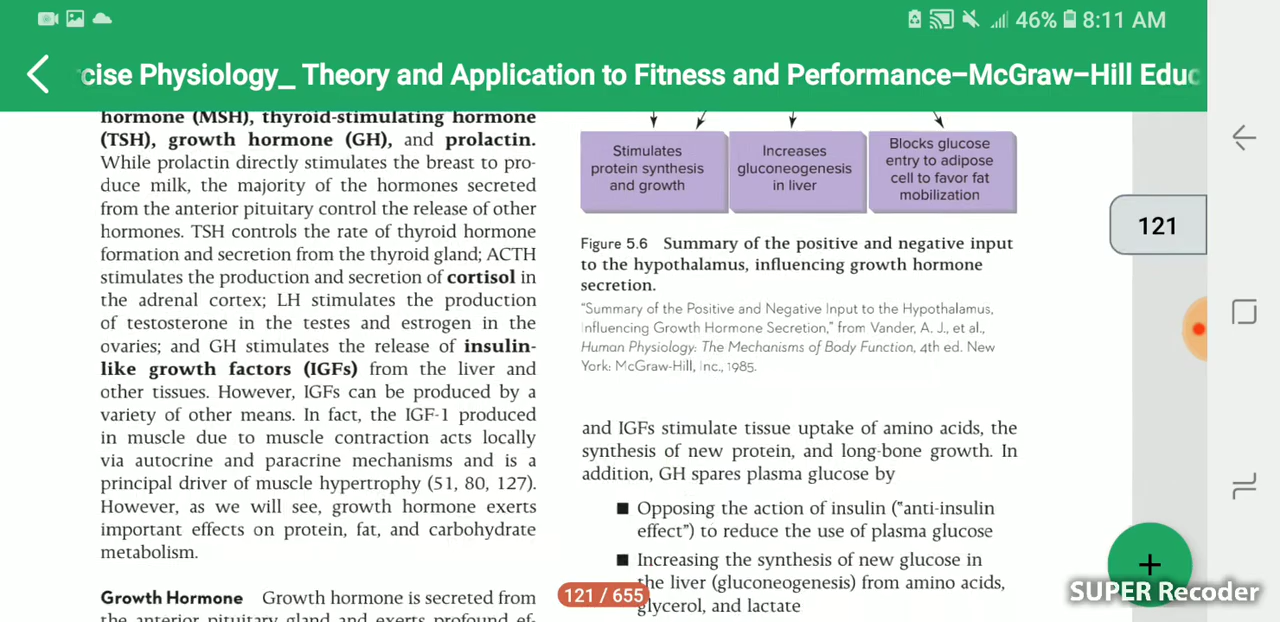 46% 8:11 AM
cise Physiology_ Theory and Application to Fitness and Performance–McGraw–Hill Educ
hormone (MSH), thyroid-stimulating hormone
(TSH), growth hormone (GH), and prolactin.
While prolactin directly stimulates the breast to pro-
duce milk, the majority of the hormones secreted
from the anterior pituitary control the release of other
hormones. TSH controls the rate of thyroid hormone
formation and secretion from the thyroid gland; ACTH
stimulates the production and secretion of cortisol in
the adrenal cortex; LH stimulates the production
of testosterone in the testes and estrogen in the
ovaries; and GH stimulates the release of insulin-
like growth factors (IGFs) from the liver and
other tissues. However, IGFs can be produced by a
variety of other means. In fact, the IGF-1 produced
in muscle due to muscle contraction acts locally
via autocrine and paracrine mechanisms and is a
principal driver of muscle hypertrophy (51, 80, 127).
However, as we will see, growth hormone exerts
important effects on protein, fat, and carbohydrate
metabolism.
Growth Hormone Growth hormone is secreted from
the anterior pituitary gland and exerts profound ef-
Stimulates
protein synthesis
and growth
Increases
gluconeogenesis
in liver
Blocks glucose
entry to adipose
cell to favor fat
mobilization
Figure 5.6 Summary of the positive and negative input
to the hypothalamus, influencing growth hormone
secretion.
"Summary of the Positive and Negative Input to the Hypothalamus,
Influencing Growth Hormone Secretion," from Vander, A. J., et al.,
Human Physiology: The Mechanisms of Body Function, 4th ed. New
York: McGraw-Hill, Inc., 1985.
and IGFs stimulate tissue uptake of amino acids, the
synthesis of new protein, and long-bone growth. In
addition, GH spares plasma glucose by
■ Opposing the action of insulin ("anti-insulin
effect") to reduce the use of plasma glucose
■ Increasing the synthesis of new glucose in
the liver (gluconeogenesis) from amino acids,
glycerol, and lactate
121 / 655
121
+
SUPER Recoder